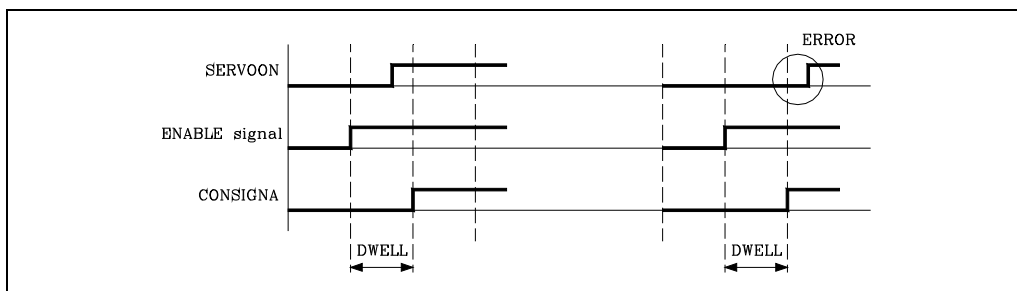 ERROR
SERVOON
ENABLE signal
CONSIGNA
DWELL
DWELL